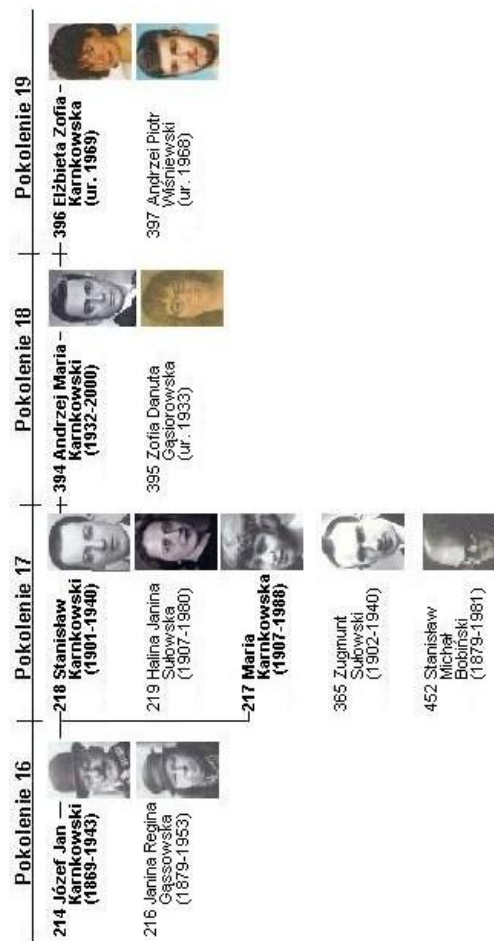 Pokolenie 16
Pokolenie 17
Pokolenie 18
Pokolenie 19
214 Józef Jan
Karnkowski
(1869-1943)
216 Janina Regina
Gąssowska
(1879-1953)
218 Stanisław
Karnkowski
(1901-1940)
219 Halina Janina
Sułowska
(1907-1980)
217 Maria
Karnkowska
(1907-1988)
365 Zugmunt
Sułowski
(1902-1940)
452 Stanisław
Michał
Bobiński
(1879-1981)
394 Andrzej Maria
Karnkowski
(1932-2000)
395 Zofia Danuta
Gąsiorowska
(ur. 1933)
396 Elżbieta Zofia
Karnkowska
(ur. 1969)
397 Andrzei Piotr
Wiśniewski
(ur. 1968)